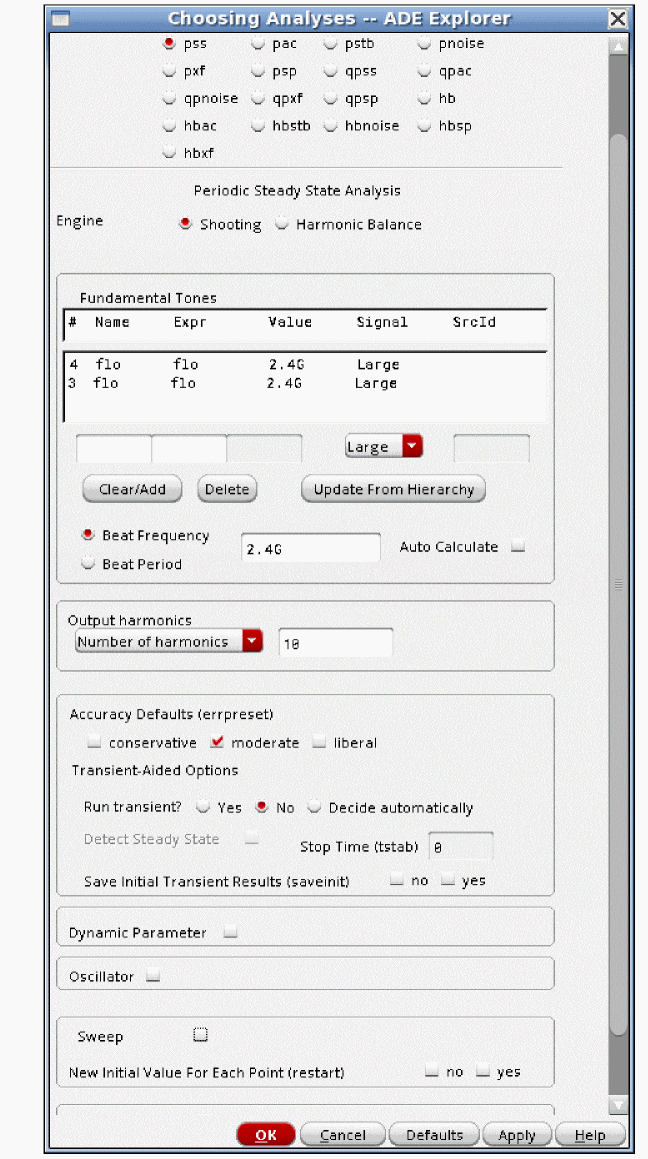 Choosing Analyses -- ADE Explorer
pss pac pstb pnoise
pxf psp qpss qpac
qpnoise qpxf qpsp hb
hbac hbstb hbnoise hbsp
hbxf
Periodic Steady State Analysis
Engine Shooting Harmonic Balance
Fundamental Tones
# Name Expr Value Signal SrcId
4 flo flo 2.4G Large
3 flo flo 2.4G Large
Large
Clear/Add Delete Update From Hierarchy
Beat Frequency 2.4G Auto Calculate
Beat Period
Output harmonics
Number of harmonics 10
Accuracy Defaults (errpreset)
conservative moderate liberal
Transient-Aided Options
Run transient? Yes No Decide automatically
Detect Steady State Stop Time (tstab) 0
Save Initial Transient Results (saveinit) no yes
Dynamic Parameter
Oscillator
Sweep
New Initial Value For Each Point (restart) no yes
OK Cancel Defaults Apply Help